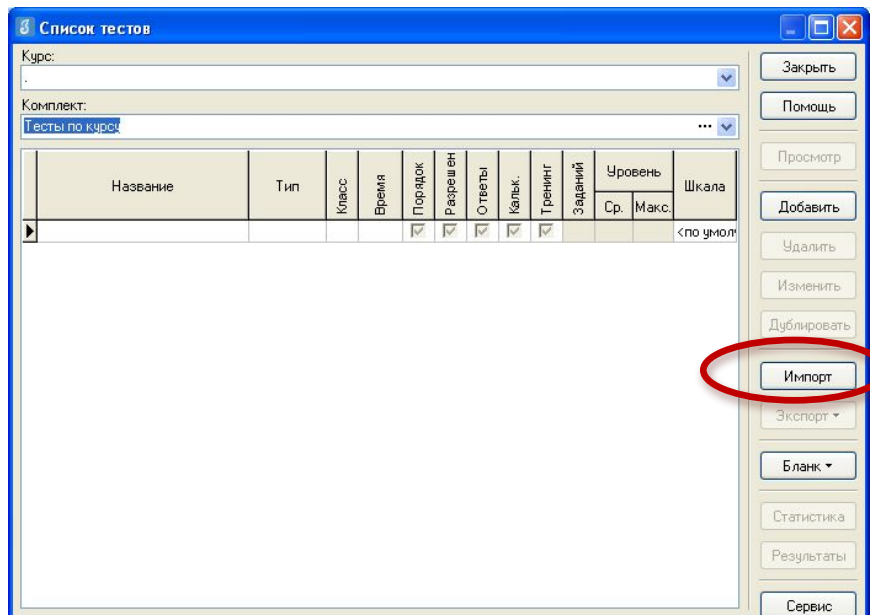 Список тестов
Курс:
.
Комплект:
Тесты по курсу
...
Название Тип Класс Время Порядок Разрешен Ответы Кальк. Тренинг Заданий Уровень Шкала
Ср. Макс.
<по умол
Закрыть
Помощь
Просмотр
Добавить
Удалить
Изменить
Дублировать
Импорт
Экспорт
Бланк
Статистика
Результаты
Сервис